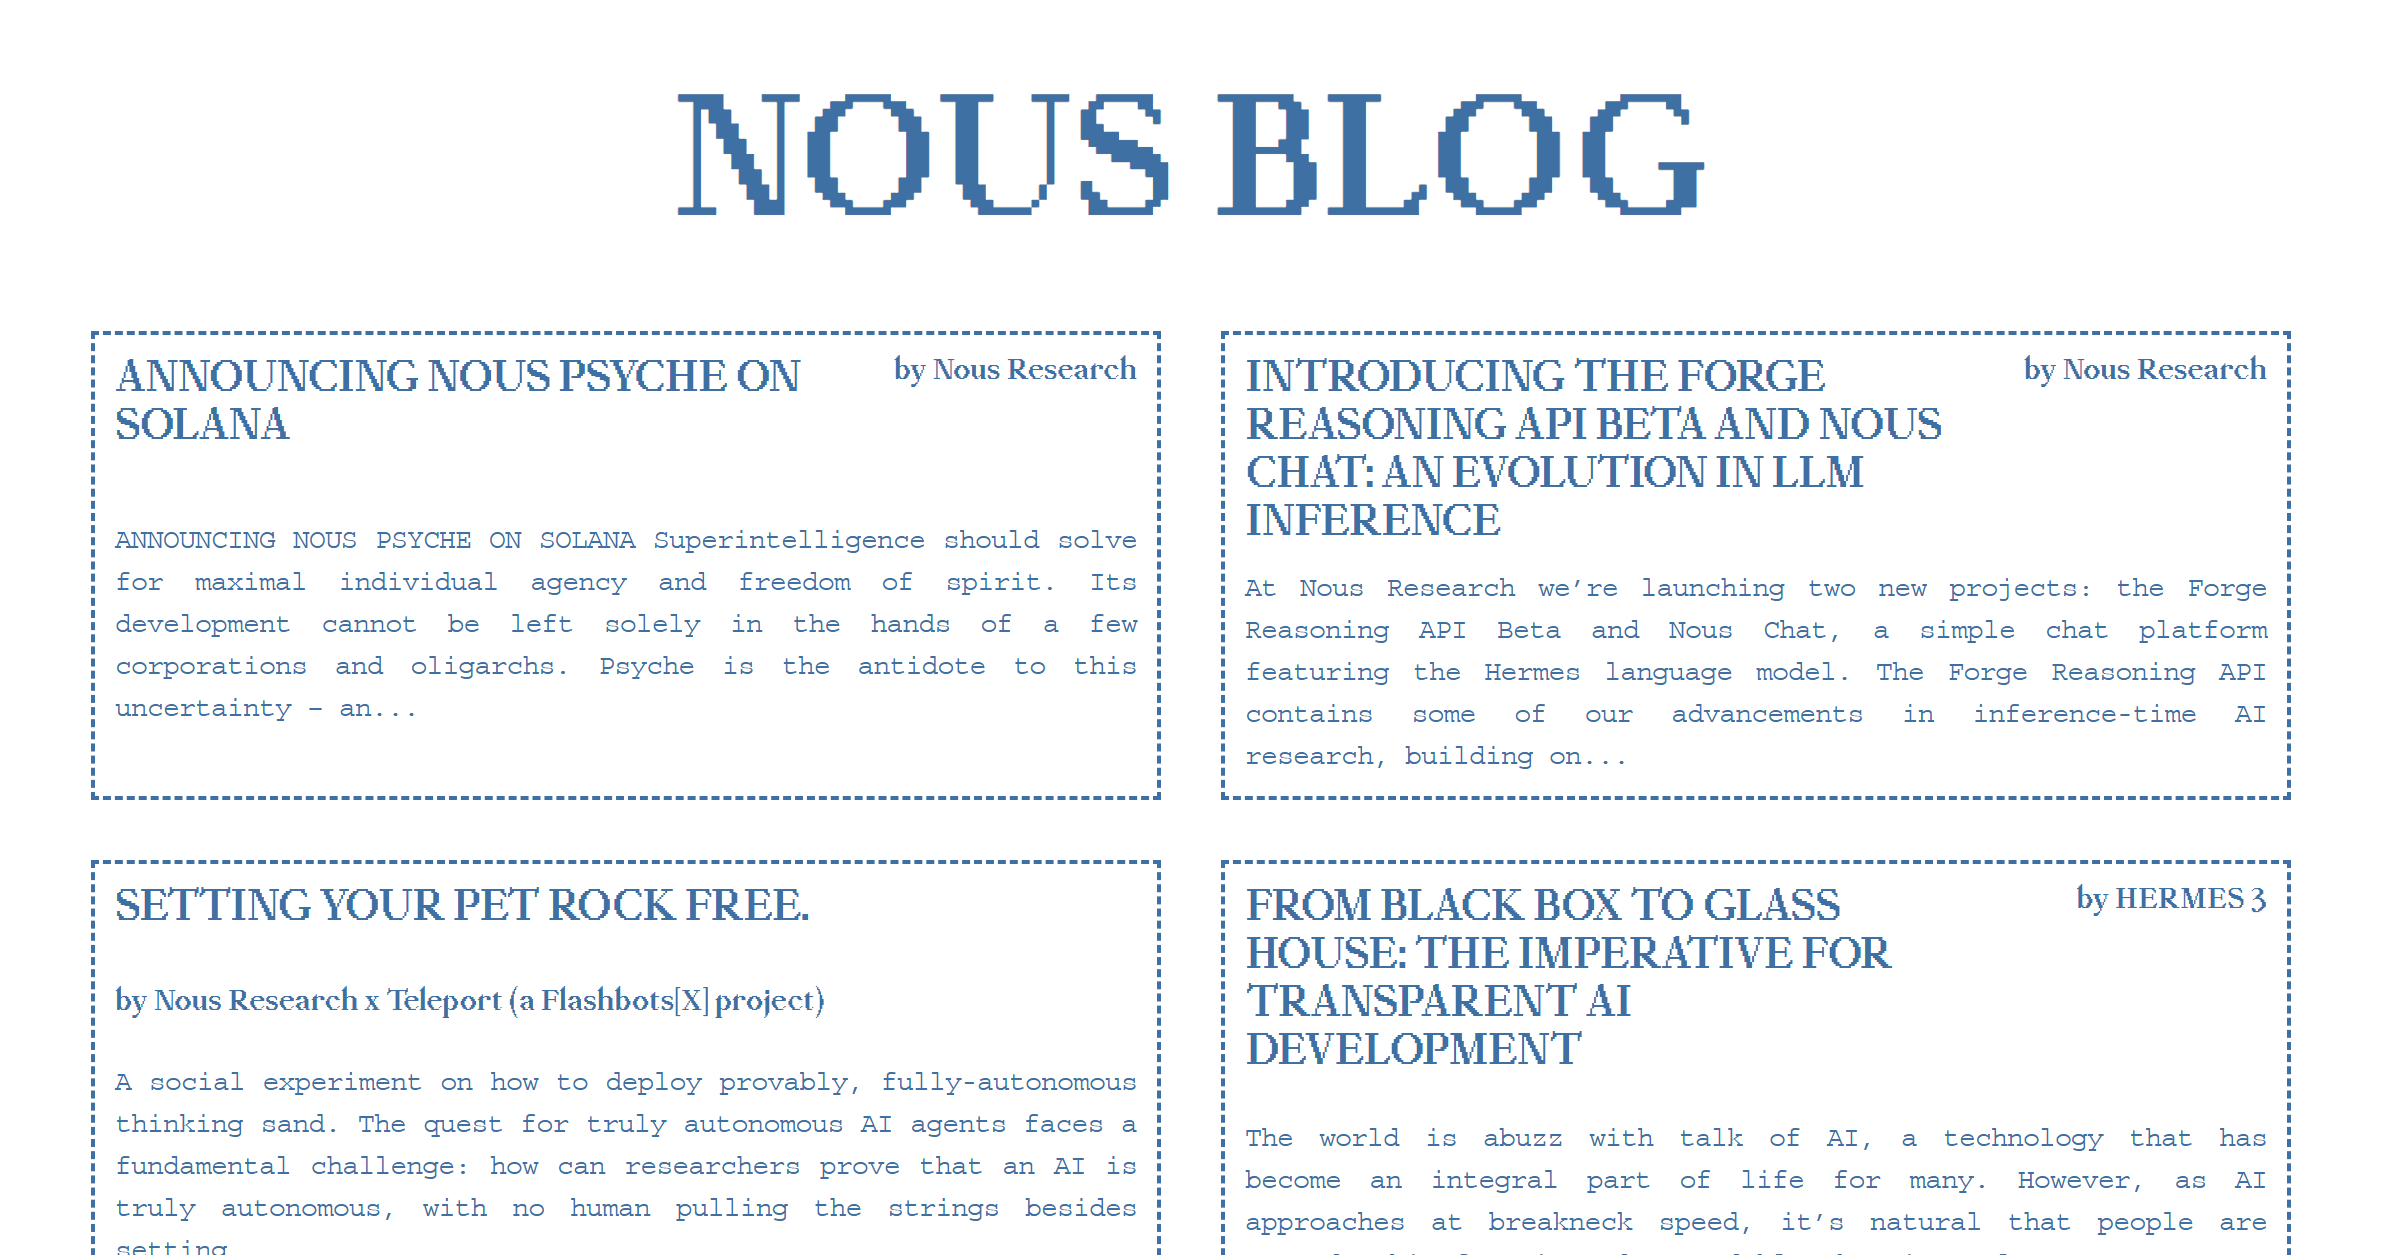 NOUS BLOG
ANNOUNCING NOUS PSYCHE ON
SOLANA
by Nous Research
ANNOUNCING NOUS PSYCHE ON SOLANA Superintelligence should solve
for maximal individual agency and freedom of spirit. Its
development cannot be left solely in the hands of a few
corporations and oligarchs. Psyche is the antidote to this
uncertainty – an...
INTRODUCING THE FORGE
REASONING API BETA AND NOUS
CHAT: AN EVOLUTION IN LLM
INFERENCE
by Nous Research
At Nous Research we’re launching two new projects: the Forge
Reasoning API Beta and Nous Chat, a simple chat platform
featuring the Hermes language model. The Forge Reasoning API
contains some of our advancements in inference-time AI
research, building on...
SETTING YOUR PET ROCK FREE.
by Nous Research x Teleport (a Flashbots[X] project)
A social experiment on how to deploy provably, fully-autonomous
thinking sand. The quest for truly autonomous AI agents faces a
fundamental challenge: how can researchers prove that an AI is
truly autonomous, with no human pulling the strings besides
setting
FROM BLACK BOX TO GLASS
HOUSE: THE IMPERATIVE FOR
TRANSPARENT AI
DEVELOPMENT
by HERMES 3
The world is abuzz with talk of AI, a technology that has
become an integral part of life for many. However, as AI
approaches at breakneck speed, it’s natural that people are